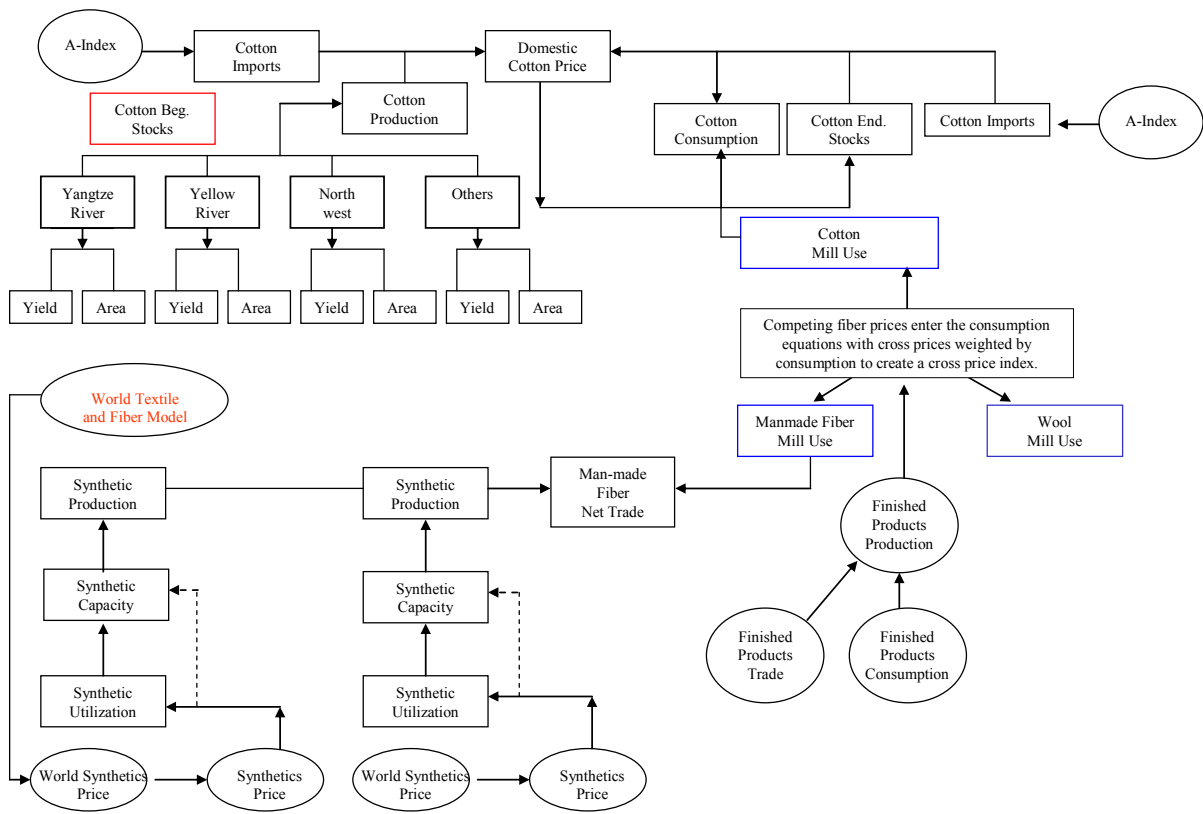 A-Index
Cotton
Imports
Domestic
Cotton Price
Cotton Beg.
Stocks
Cotton
Production
Cotton
Consumption
Cotton End.
Stocks
Cotton Imports
A-Index
Yangtze
River
Yellow
River
North
west
Others
Cotton
Mill Use
Yield
Area
Yield
Area
Yield
Area
Yield
Area
Competing fiber prices enter the consumption
equations with cross prices weighted by
consumption to create a cross price index.
World Textile
and Fiber Model
Manmade Fiber
Mill Use
Wool
Mill Use
Synthetic
Production
Synthetic
Production
Man-made
Fiber
Net Trade
Finished
Products
Production
Synthetic
Capacity
Synthetic
Capacity
Finished
Products
Trade
Finished
Products
Consumption
Synthetic
Utilization
Synthetic
Utilization
World Synthetics
Price
Synthetics
Price
World Synthetics
Price
Synthetics
Price